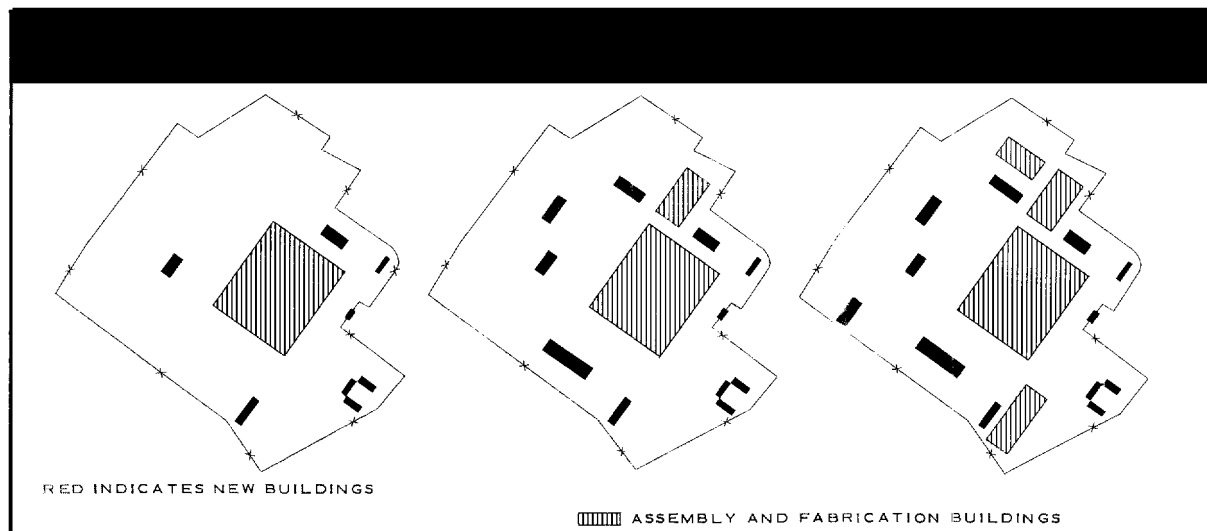 RED INDICATES NEW BUILDINGS
ASSEMBLY AND FABRICATION BUILDINGS